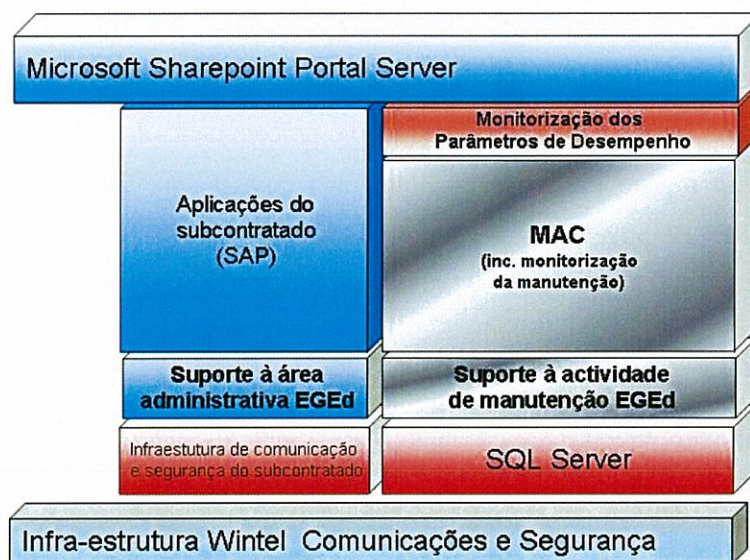 Microsoft Sharepoint Portal Server
Aplicações do
subcontratado
(SAP)
Suporte à área
administrativa EGEd
Infraestutura de comunicação
e segurança do subcontratado
Monitorização dos
Parâmetros de Desempenho
MAC
(inc. monitorização
da manutenção)
Suporte à actividade
de manutenção EGEd
SQL Server
Infra-estrutura Wintel Comunicações e Segurança